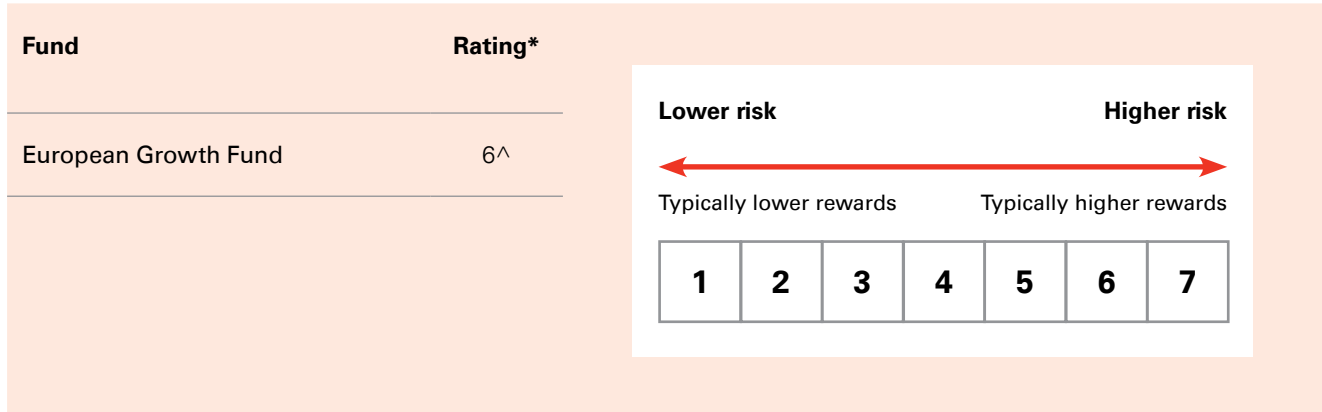 Fund Rating*
European Growth Fund 6^
Lower risk Higher risk
Typically lower rewards Typically higher rewards
1 2 3 4 5 6 7